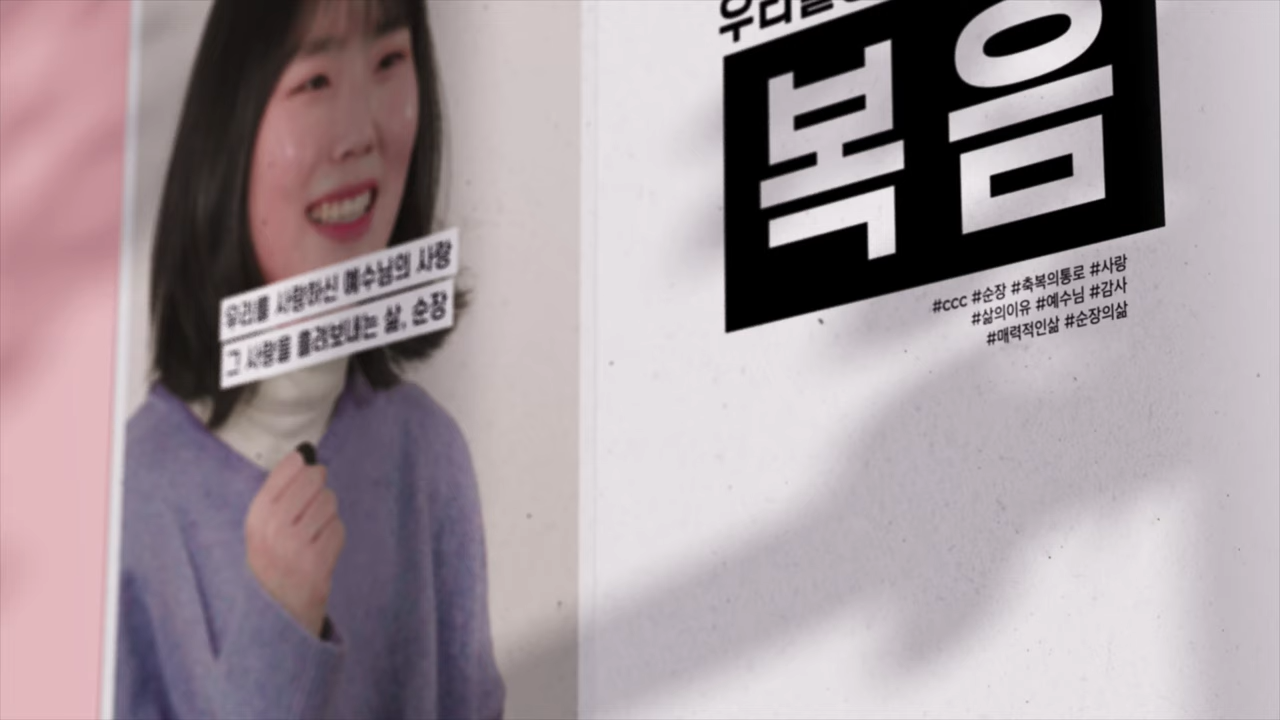 우리를 사랑하신 예수님의 사랑
그 사랑을 흘려보내는 삶, 순장
복음
#ccc #순장 #축복의통로 #사랑
#삶의이유 #예수님 #감사
#매력적인삶 #순장의삶